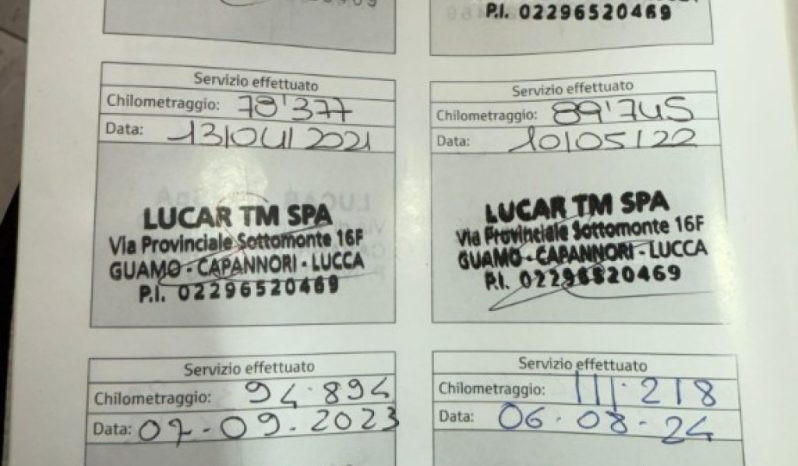 P.I. 02296520469
Servizio effettuato
Chilometraggio: 78'377
Data: 13/04/2021
LUCAR TM SPA
Via Provinciale Sottomonte 16F
GUAMO - CAPANNORI - LUCCA
P.I. 02296520469
Servizio effettuato
Chilometraggio: 89'745
Data: 10/05/22
LUCAR TM SPA
Via Provinciale Sottomonte 16F
GUAMO - CAPANNORI - LUCCA
P.I. 02296520469
Servizio effettuato
Chilometraggio: 94.894
Data: 07-09.2023
Servizio effettuato
Chilometraggio: 111.218
Data: 06-08-24